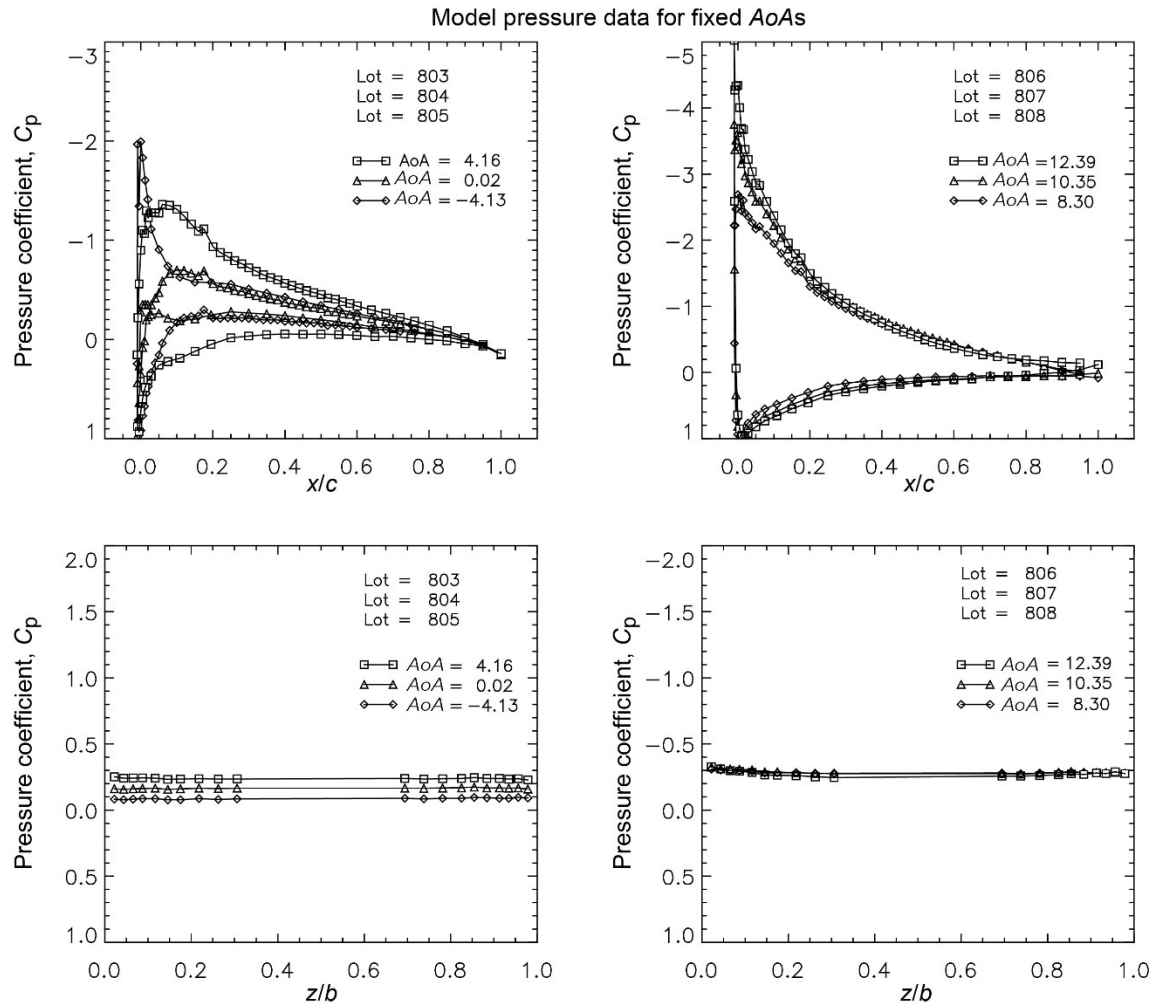 Model pressure data for fixed AoAs
-3
-2
-1
0
1
Pressure coefficient, Cp
Lot = 803
Lot = 804
Lot = 805
AoA = 4.16
AoA = 0.02
AoA = -4.13
0.0 0.2 0.4 0.6 0.8 1.0
x/c
-5
-4
-3
-2
-1
0
1
Pressure coefficient, Cp
Lot = 806
Lot = 807
Lot = 808
AoA = 12.39
AoA = 10.35
AoA = 8.30
0.0 0.2 0.4 0.6 0.8 1.0
x/c
2.0
1.5
1.0
0.5
0.0
0.5
1.0
Pressure coefficient, Cp
Lot = 803
Lot = 804
Lot = 805
AoA = 4.16
AoA = 0.02
AoA = -4.13
0.0 0.2 0.4 0.6 0.8 1.0
z/b
-2.0
-1.5
-1.0
-0.5
0.0
0.5
1.0
Pressure coefficient, Cp
Lot = 806
Lot = 807
Lot = 808
AoA = 12.39
AoA = 10.35
AoA = 8.30
0.0 0.2 0.4 0.6 0.8 1.0
z/b